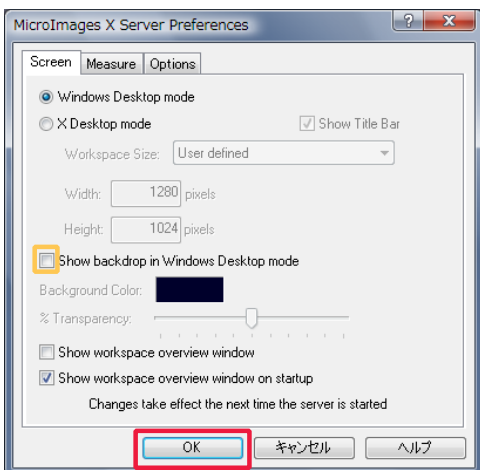 MicroImages X Server Preferences
Screen Measure Options
Windows Desktop mode
X Desktop mode Show Title Bar
Workspace Size: User defined
Width: 1280 pixels
Height: 1024 pixels
Show backdrop in Windows Desktop mode
Background Color:
% Transparency:
Show workspace overview window
Show workspace overview window on startup
Changes take effect the next time the server is started
OK キャンセル ヘルプ